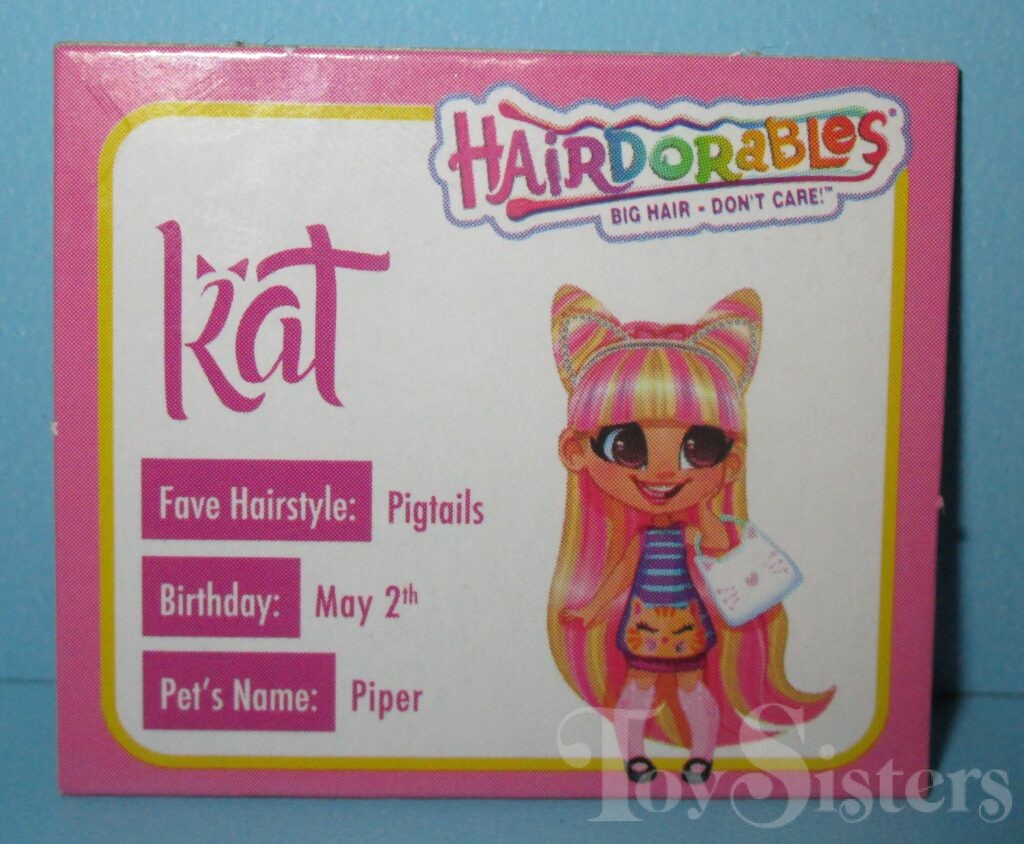 HAIRDORABLES®
BIG HAIR - DON'T CARE!™
kat
Fave Hairstyle: Pigtails
Birthday: May 2th
Pet's Name: Piper
ToySisters